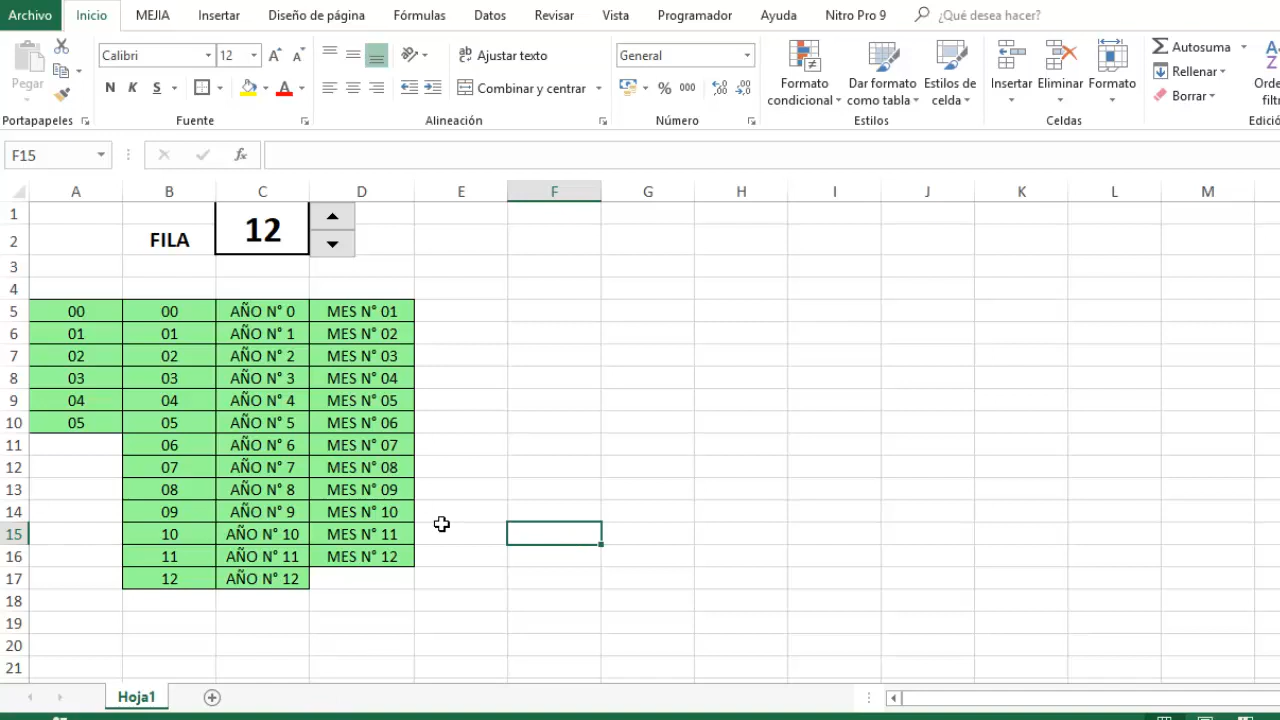 Archivo Inicio MEJIA Insertar Diseño de página Fórmulas Datos Revisar Vista Programador Ayuda Nitro Pro 9 ¿Qué desea hacer?
Pegar
Calibri 12
N K S
Ajustar texto
Combinar y centrar
General
% 000
Formato condicional
Dar formato como tabla
Estilos de celda
Insertar
Eliminar
Formato
Autosuma
Rellenar
Borrar
Portapapeles Fuente Alineación Número Estilos Celdas
F15 fx
A B C D E F G H I J K L M
1 12
2 FILA
3
4
5 00 00 AÑO N° 0 MES N° 01
6 01 01 AÑO N° 1 MES N° 02
7 02 02 AÑO N° 2 MES N° 03
8 03 03 AÑO N° 3 MES N° 04
9 04 04 AÑO N° 4 MES N° 05
10 05 05 AÑO N° 5 MES N° 06
11 06 AÑO N° 6 MES N° 07
12 07 AÑO N° 7 MES N° 08
13 08 AÑO N° 8 MES N° 09
14 09 AÑO N° 9 MES N° 10
15 10 AÑO N° 10 MES N° 11
16 11 AÑO N° 11 MES N° 12
17 12 AÑO N° 12
18
19
20
21
Hoja1